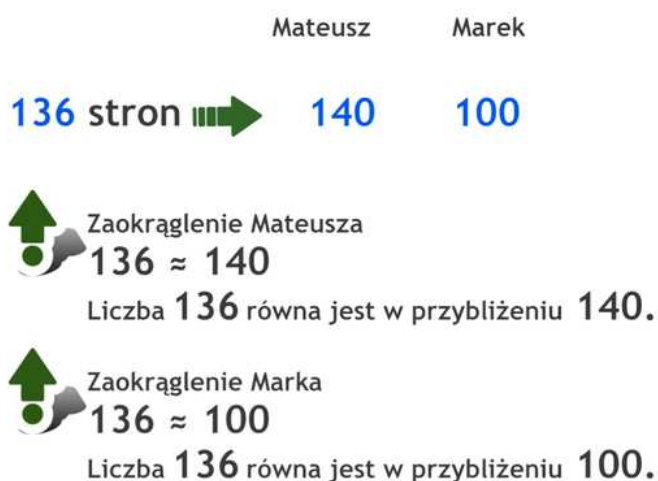 Mateusz Marek
136 stron 140 100
Zaokrąglenie Mateusza
136 ≈ 140
Liczba 136 równa jest w przybliżeniu 140.
Zaokrąglenie Marka
136 ≈ 100
Liczba 136 równa jest w przybliżeniu 100.